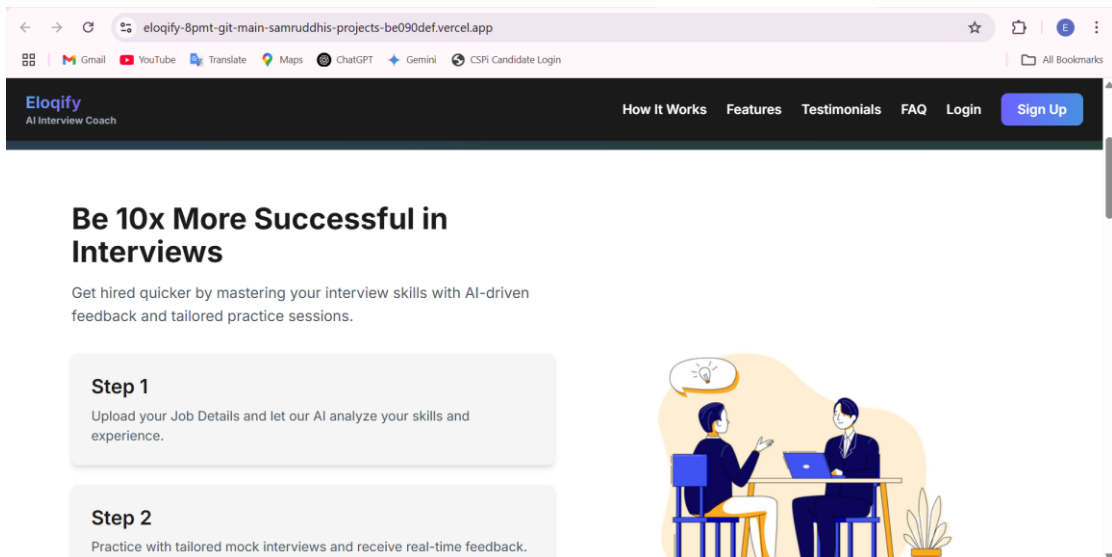 eloqify-8pmt-git-main-samruddhis-projects-be090def.vercel.app
E
Gmail YouTube Translate Maps ChatGPT Gemini CSPi Candidate Login All Bookmarks
Eloqify
AI Interview Coach
How It Works Features Testimonials FAQ Login Sign Up
Be 10x More Successful in
Interviews
Get hired quicker by mastering your interview skills with AI-driven
feedback and tailored practice sessions.
Step 1
Upload your Job Details and let our AI analyze your skills and
experience.
Step 2
Practice with tailored mock interviews and receive real-time feedback.